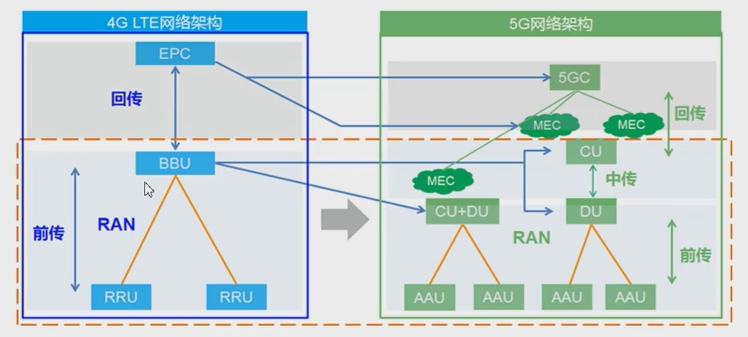 4G LTE网络架构
5G网络架构
EPC
5GC
回传
MEC
MEC
回传
BBU
CU
MEC
中传
前传
RAN
CU+DU
DU
RAN
前传
RRU
RRU
AAU
AAU
AAU
AAU